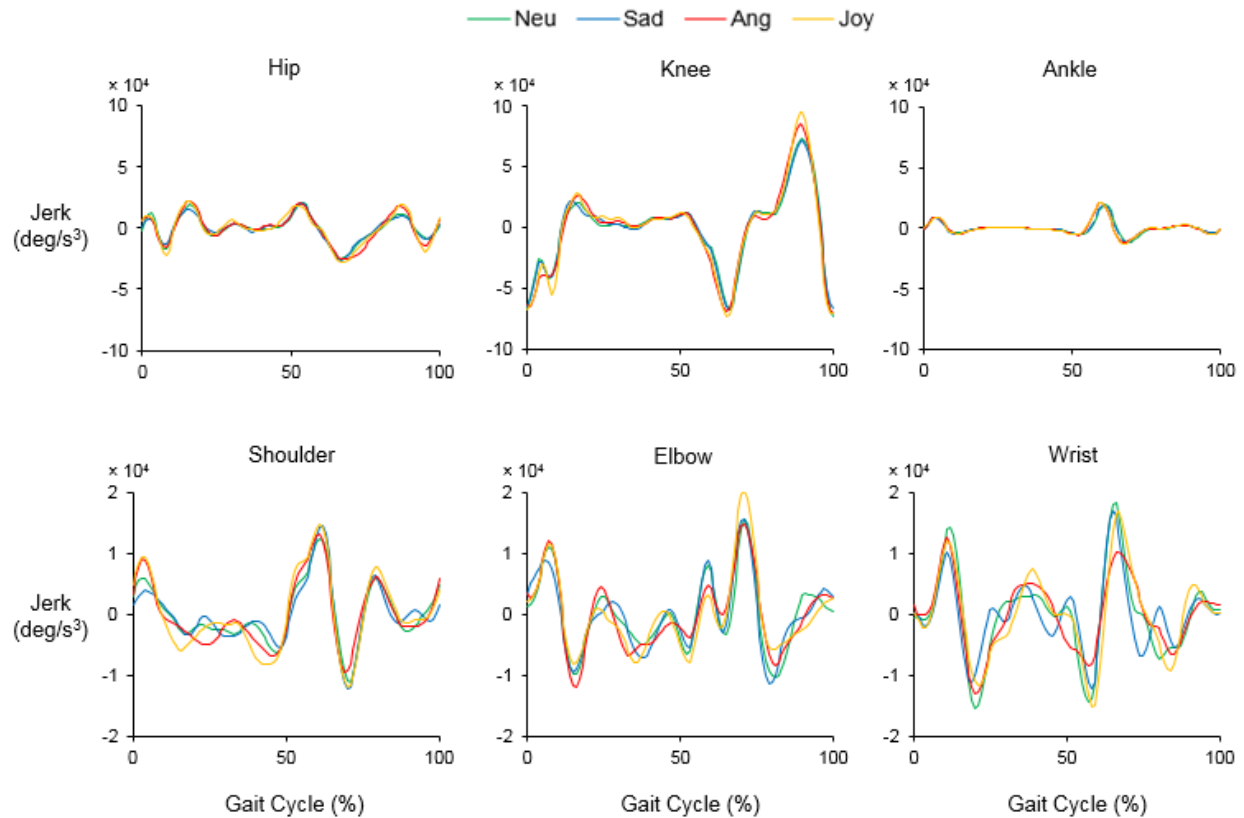 Neu Sad Ang Joy
Hip Knee Ankle
× 10⁴ × 10⁴ × 10⁴
10 10 10
5 5 5
Jerk
(deg/s³)
0 0 0
-5 -5 -5
-10 -10 -10
0 50 100 0 50 100 0 50 100
Shoulder Elbow Wrist
× 10⁴ × 10⁴ × 10⁴
2 2 2
1 1 1
Jerk
(deg/s³)
0 0 0
-1 -1 -1
-2 -2 -2
0 50 100 0 50 100 0 50 100
Gait Cycle (%) Gait Cycle (%) Gait Cycle (%)